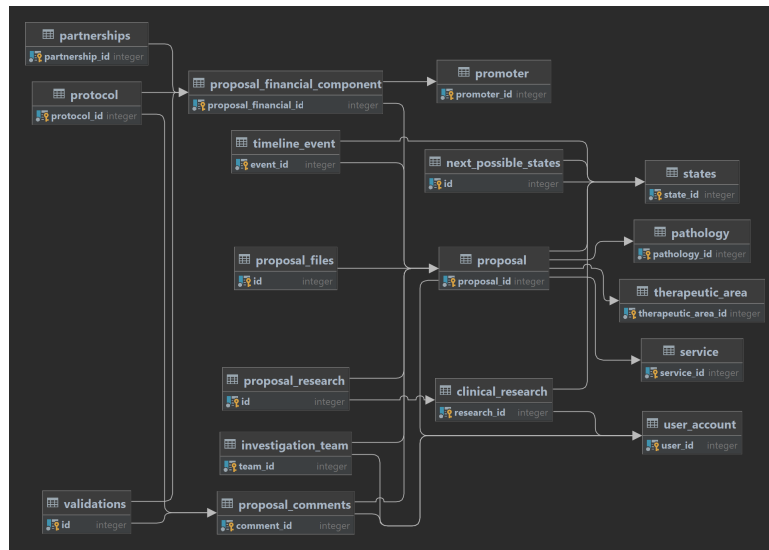 partnerships
partnership_id integer
protocol
protocol_id integer
proposal_financial_component
proposal_financial_id integer
promoter
promoter_id integer
timeline_event
event_id integer
next_possible_states
id integer
states
state_id integer
pathology
pathology_id integer
proposal_files
id integer
proposal
proposal_id integer
therapeutic_area
therapeutic_area_id integer
service
service_id integer
proposal_research
id integer
clinical_research
research_id integer
user_account
user_id integer
investigation_team
team_id integer
validations
id integer
proposal_comments
comment_id integer